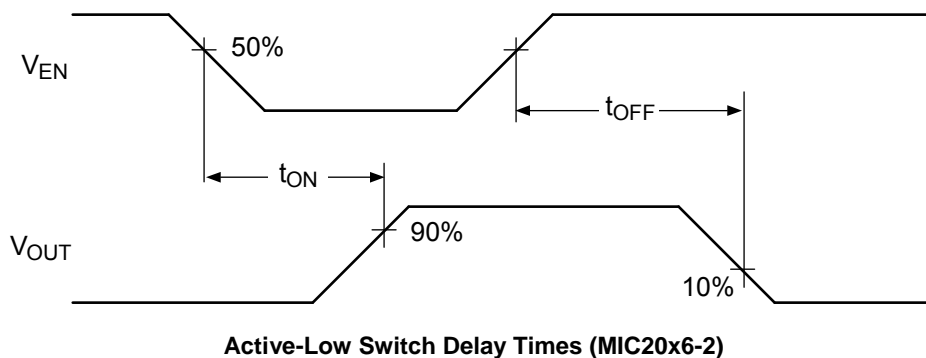 V_EN
50%
t_OFF
t_ON
90%
V_OUT
10%
Active-Low Switch Delay Times (MIC20x6-2)